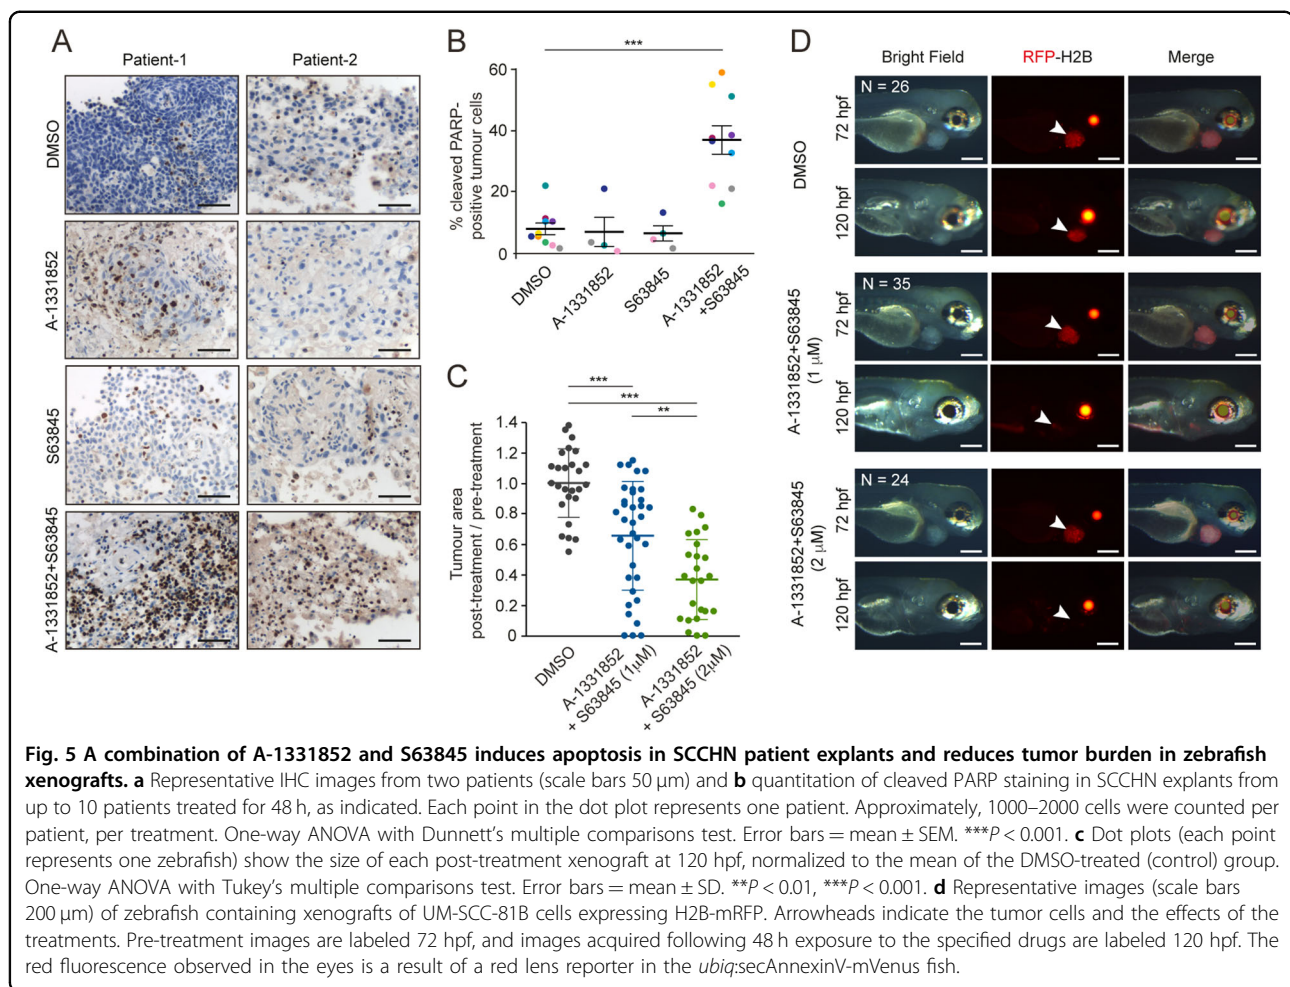 A
Patient-1
Patient-2
DMSO
A-1331852
S63845
A-1331852+S63845
B
***
% cleaved PARP-
positive tumour cells
60
40
20
0
DMSO
A-1331852
S63845
A-1331852
+S63845
C
***
***
**
Tumour area
post-treatment / pre-treatment
1.4
1.2
1.0
0.8
0.6
0.4
0.2
0
DMSO
A-1331852
+ S63845 (1μM)
A-1331852
+ S63845 (2μM)
D
Bright Field
RFP-H2B
Merge
DMSO
72 hpf
N = 26
120 hpf
A-1331852+S63845
(1 μM)
72 hpf
N = 35
120 hpf
A-1331852+S63845
(2 μM)
72 hpf
N = 24
120 hpf
Fig. 5 A combination of A-1331852 and S63845 induces apoptosis in SCCHN patient explants and reduces tumor burden in zebrafish
xenografts. a Representative IHC images from two patients (scale bars 50 μm) and b quantitation of cleaved PARP staining in SCCHN explants from
up to 10 patients treated for 48 h, as indicated. Each point in the dot plot represents one patient. Approximately, 1000–2000 cells were counted per
patient, per treatment. One-way ANOVA with Dunnett’s multiple comparisons test. Error bars = mean ± SEM. ***P < 0.001. c Dot plots (each point
represents one zebrafish) show the size of each post-treatment xenograft at 120 hpf, normalized to the mean of the DMSO-treated (control) group.
One-way ANOVA with Tukey’s multiple comparisons test. Error bars = mean ± SD. **P < 0.01, ***P < 0.001. d Representative images (scale bars
200 μm) of zebrafish containing xenografts of UM-SCC-81B cells expressing H2B-mRFP. Arrowheads indicate the tumor cells and the effects of the
treatments. Pre-treatment images are labeled 72 hpf, and images acquired following 48 h exposure to the specified drugs are labeled 120 hpf. The
red fluorescence observed in the eyes is a result of a red lens reporter in the ubiq:secAnnexinV-mVenus fish.